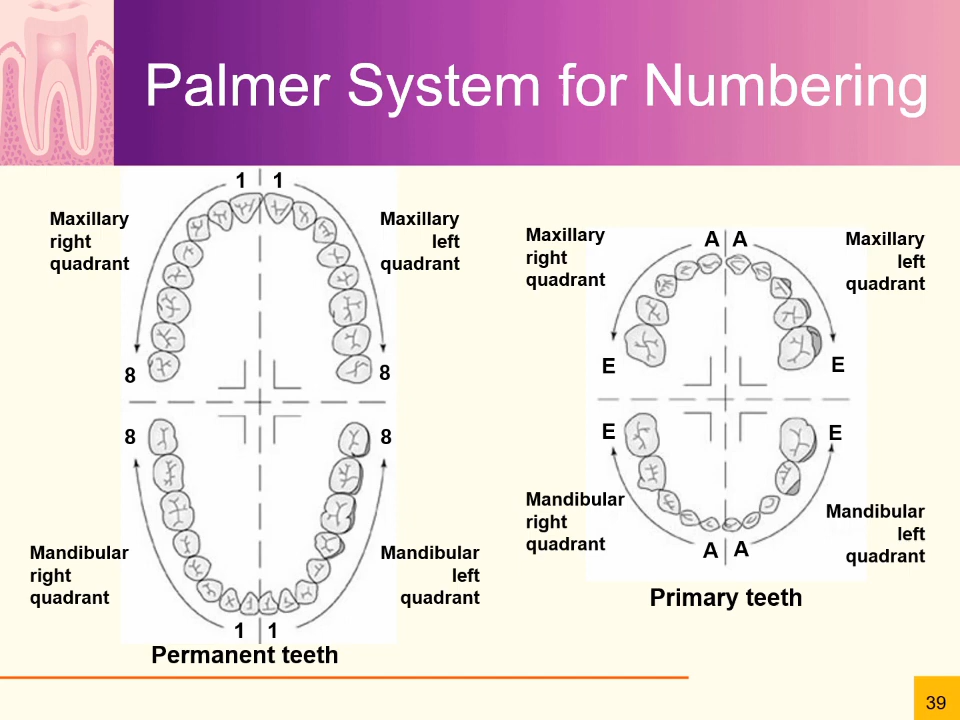 Palmer System for Numbering
1 1
Maxillary
right
quadrant
Maxillary
left
quadrant
8
8
8
8
Mandibular
right
quadrant
Mandibular
left
quadrant
1 1
Permanent teeth
Maxillary
right
quadrant
A A
Maxillary
left
quadrant
E
E
E
E
Mandibular
right
quadrant
Mandibular
left
quadrant
A A
Primary teeth
39